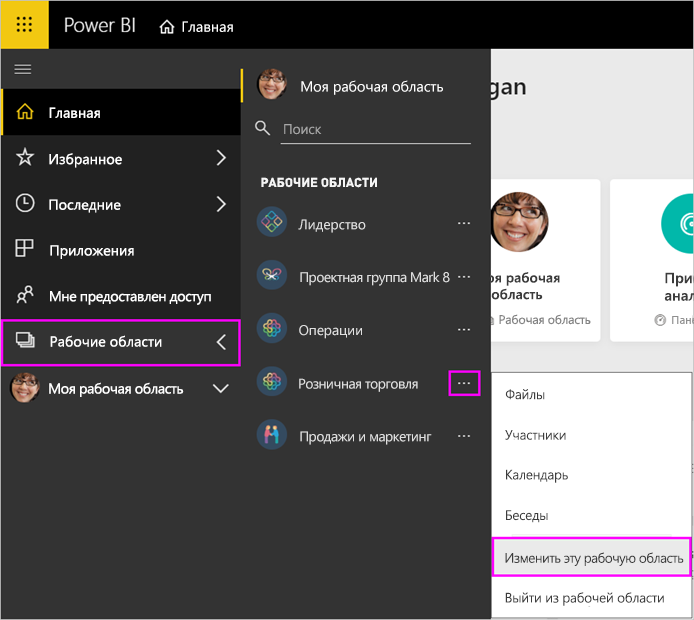 Power BI
Главная
Главная
Избранное
Последние
Приложения
Мне предоставлен доступ
Рабочие области
Моя рабочая область
Моя рабочая область
Поиск
РАБОЧИЕ ОБЛАСТИ
Лидерство
Проектная группа Mark 8
Операции
Розничная торговля
Продажи и маркетинг
gan
оя рабочая
область
Рабочая область
При
анал
Пан
Файлы
Участники
Календарь
Беседы
Изменить эту рабочую область
Выйти из рабочей области